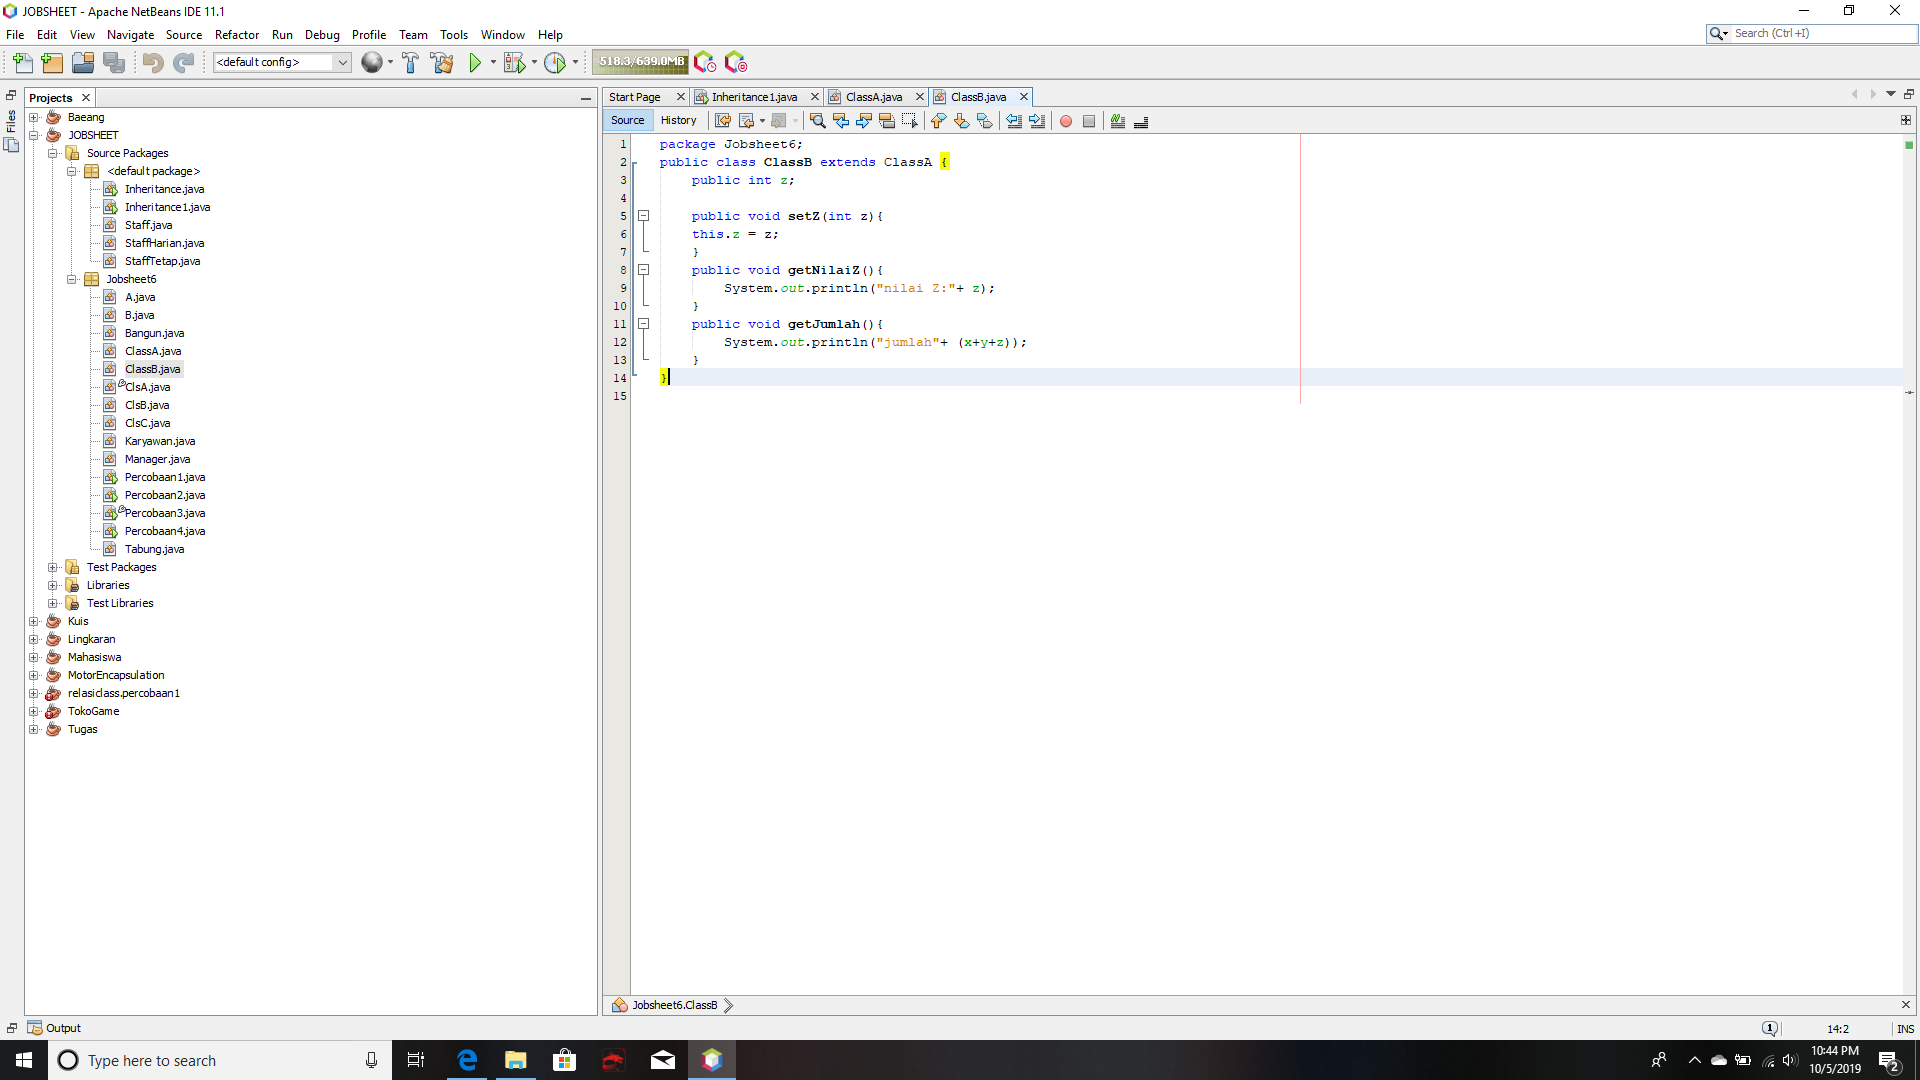 JOBSHEET - Apache NetBeans IDE 11.1
File Edit View Navigate Source Refactor Run Debug Profile Team Tools Window Help
Search (Ctrl+I)
<default config>
518.3/639.0MB
Files
Projects
Baeang
JOBSHEET
Source Packages
<default package>
Inheritance.java
Inheritance1.java
Staff.java
StaffHarian.java
StaffTetap.java
Jobsheet6
A.java
B.java
Bangun.java
ClassA.java
ClassB.java
ClsA.java
ClsB.java
ClsC.java
Karyawan.java
Manager.java
Percobaan1.java
Percobaan2.java
Percobaan3.java
Percobaan4.java
Tabung.java
Test Packages
Libraries
Test Libraries
Kuis
Lingkaran
Mahasiswa
MotorEncapsulation
relasiclass.percobaan1
TokoGame
Tugas
Start Page Inheritance1.java ClassA.java ClassB.java
Source History
1 package Jobsheet6;
2 public class ClassB extends ClassA {
3 public int z;
4
5 public void setZ(int z){
6 this.z = z;
7 }
8 public void getNilaiZ(){
9 System.out.println("nilai Z:"+ z);
10 }
11 public void getJumlah(){
12 System.out.println("jumlah"+ (x+y+z));
13 }
14 }
15
Jobsheet6.ClassB
Output
1
14:2 INS
Type here to search
10:44 PM
10/5/2019
2